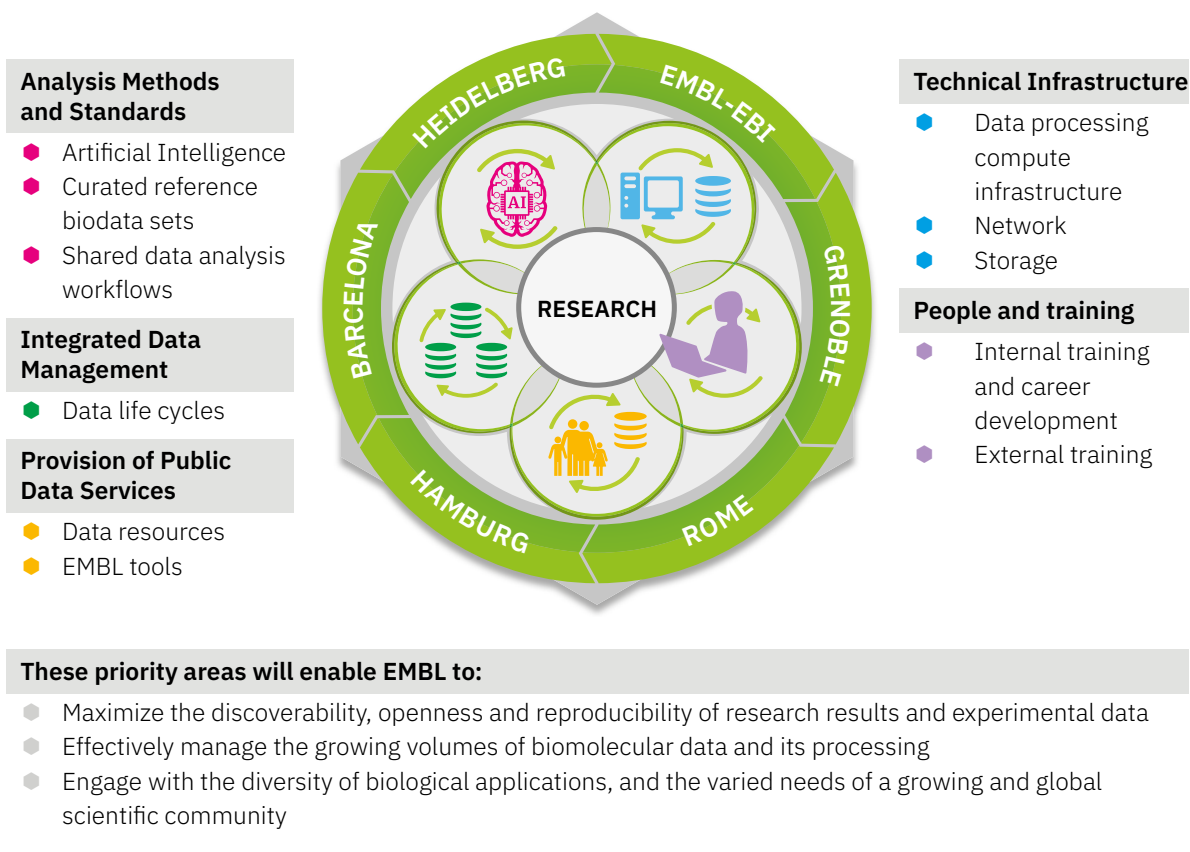 Analysis Methods
and Standards
Artificial Intelligence
Curated reference
biodata sets
Shared data analysis
workflows
Integrated Data
Management
Data life cycles
Provision of Public
Data Services
Data resources
EMBL tools
HEIDELBERG
EMBL-EBI
GRENOBLE
ROME
HAMBURG
BARCELONA
AI
RESEARCH
Technical Infrastructure
Data processing
compute
infrastructure
Network
Storage
People and training
Internal training
and career
development
External training
These priority areas will enable EMBL to:
Maximize the discoverability, openness and reproducibility of research results and experimental data
Effectively manage the growing volumes of biomolecular data and its processing
Engage with the diversity of biological applications, and the varied needs of a growing and global
scientific community